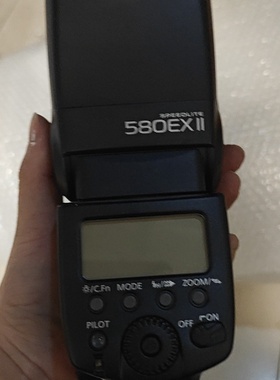 SPEEDLITE
580EX II
/C.Fn MODE ZOOM/
PILOT OFF ON